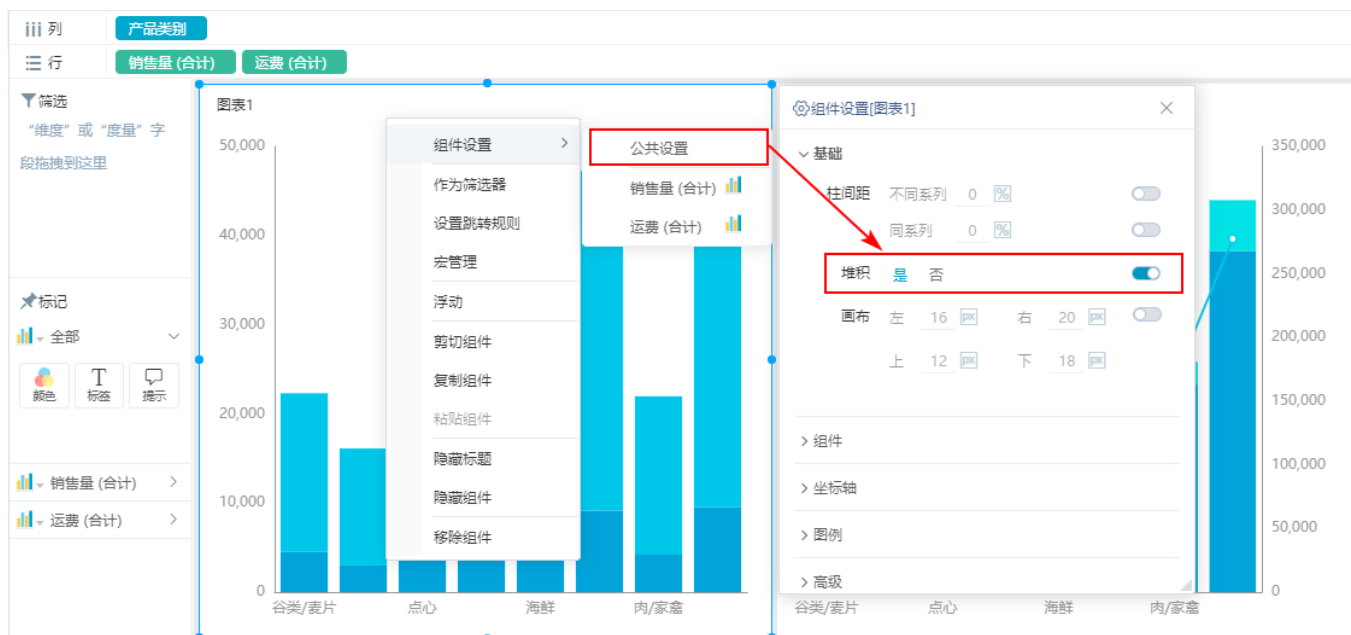 列 产品类别
行 销售量 (合计) 运费 (合计)
筛选
“维度” 或 “度量” 字
段拖拽到这里
标记
全部
颜色 标签 提示
销售量 (合计)
运费 (合计)
图表1
50,000
40,000
30,000
20,000
10,000
0
谷类/麦片 点心 海鲜 肉/家禽
组件设置
作为筛选器
设置跳转规则
宏管理
浮动
剪切组件
复制组件
粘贴组件
隐藏标题
隐藏组件
移除组件
公共设置
销售量 (合计)
运费 (合计)
组件设置[图表1]
基础
柱间距 不同系列 0 %
同系列 0 %
堆积 是 否
画布 左 16 px 右 20 px
上 12 px 下 18 px
组件
坐标轴
图例
高级
350,000
300,000
250,000
200,000
150,000
100,000
50,000
0
谷类/麦片 点心 海鲜 肉/家禽